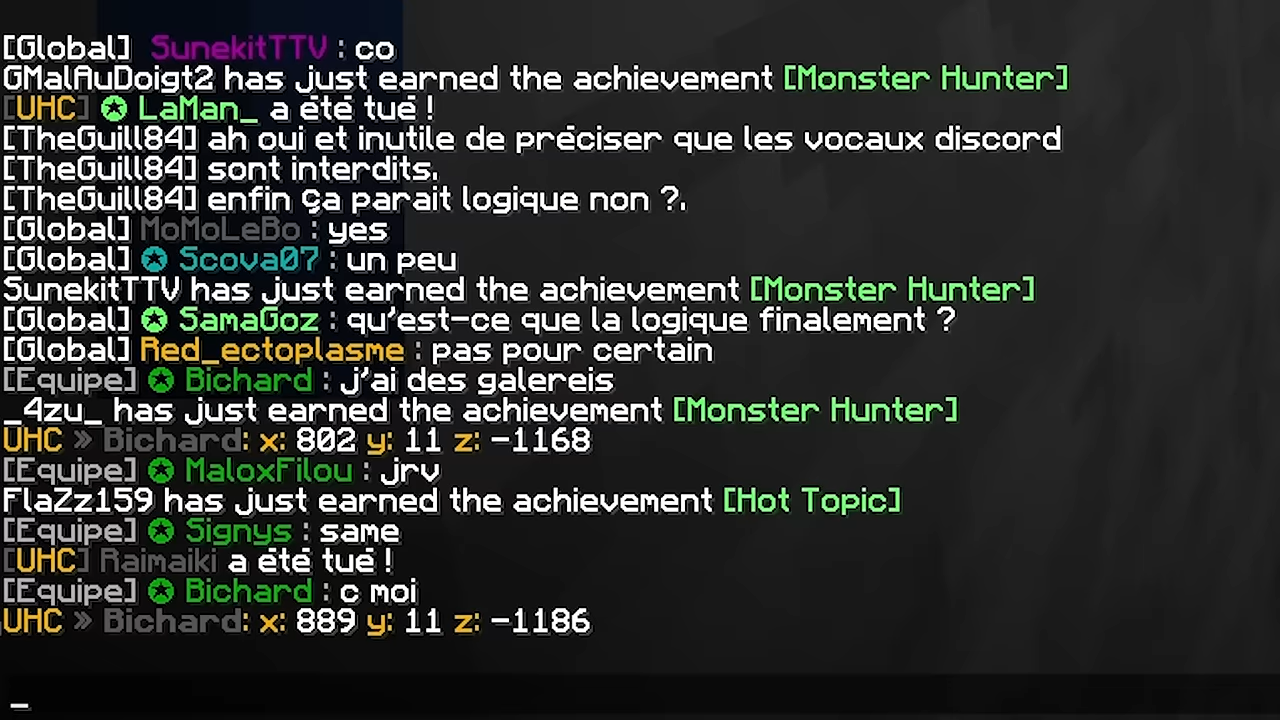 [Global] SunekitTTV : co
GMalAuDoigt2 has just earned the achievement [Monster Hunter]
[UHC] ✪ LaMan_ a été tué !
[TheGuill84] ah oui et inutile de préciser que les vocaux discord
[TheGuill84] sont interdits.
[TheGuill84] enfin ça parait logique non ?.
[Global] MoMoLeBo : yes
[Global] ✪ Scova07 : un peu
SunekitTTV has just earned the achievement [Monster Hunter]
[Global] ✪ SamaGoz : qu'est-ce que la logique finalement ?
[Global] Red_ectoplasme : pas pour certain
[Equipe] ✪ Bichard : j'ai des galereis
_4zu_ has just earned the achievement [Monster Hunter]
UHC » Bichard: x: 802 y: 11 z: -1168
[Equipe] ✪ MaloxFilou : jrv
FlaZz159 has just earned the achievement [Hot Topic]
[Equipe] ✪ Signys : same
[UHC] Raimaiki a été tué !
[Equipe] ✪ Bichard : c moi
UHC » Bichard: x: 889 y: 11 z: -1186
_